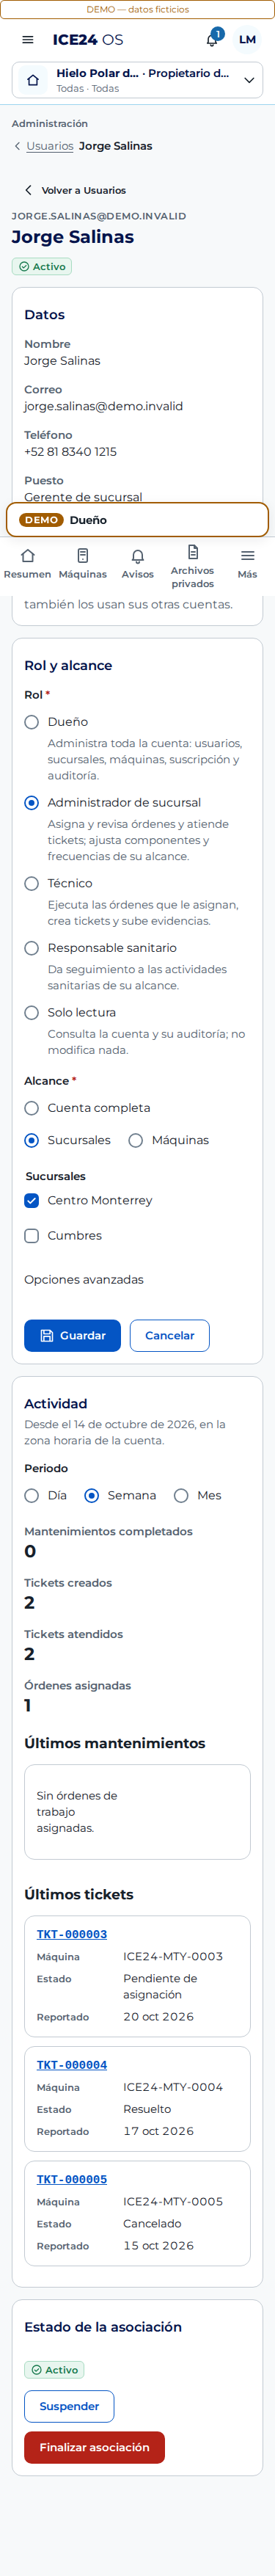 DEMO — datos ficticios
ICE24 OS
1
LM
Hielo Polar d... · Propietario d...
Todas · Todas
Administración
Usuarios Jorge Salinas
Volver a Usuarios
JORGE.SALINAS@DEMO.INVALID
Jorge Salinas
Activo
Datos
Nombre
Jorge Salinas
Correo
jorge.salinas@demo.invalid
Teléfono
+52 81 8340 1215
Puesto
Gerente de sucursal
DEMO Dueño
Resumen
Máquinas
Avisos
Archivos
privados
Más
también los usan sus otras cuentas.
Rol y alcance
Rol *
Dueño
Administra toda la cuenta: usuarios,
sucursales, máquinas, suscripción y
auditoría.
Administrador de sucursal
Asigna y revisa órdenes y atiende
tickets; ajusta componentes y
frecuencias de su alcance.
Técnico
Ejecuta las órdenes que le asignan,
crea tickets y sube evidencias.
Responsable sanitario
Da seguimiento a las actividades
sanitarias de su alcance.
Solo lectura
Consulta la cuenta y su auditoría; no
modifica nada.
Alcance *
Cuenta completa
Sucursales Máquinas
Sucursales
Centro Monterrey
Cumbres
Opciones avanzadas
Guardar Cancelar
Actividad
Desde el 14 de octubre de 2026, en la
zona horaria de la cuenta.
Periodo
Día Semana Mes
Mantenimientos completados
0
Tickets creados
2
Tickets atendidos
2
Órdenes asignadas
1
Últimos mantenimientos
Sin órdenes de
trabajo
asignadas.
Últimos tickets
TKT-000003
Máquina ICE24-MTY-0003
Estado Pendiente de
asignación
Reportado 20 oct 2026
TKT-000004
Máquina ICE24-MTY-0004
Estado Resuelto
Reportado 17 oct 2026
TKT-000005
Máquina ICE24-MTY-0005
Estado Cancelado
Reportado 15 oct 2026
Estado de la asociación
Activo
Suspender
Finalizar asociación